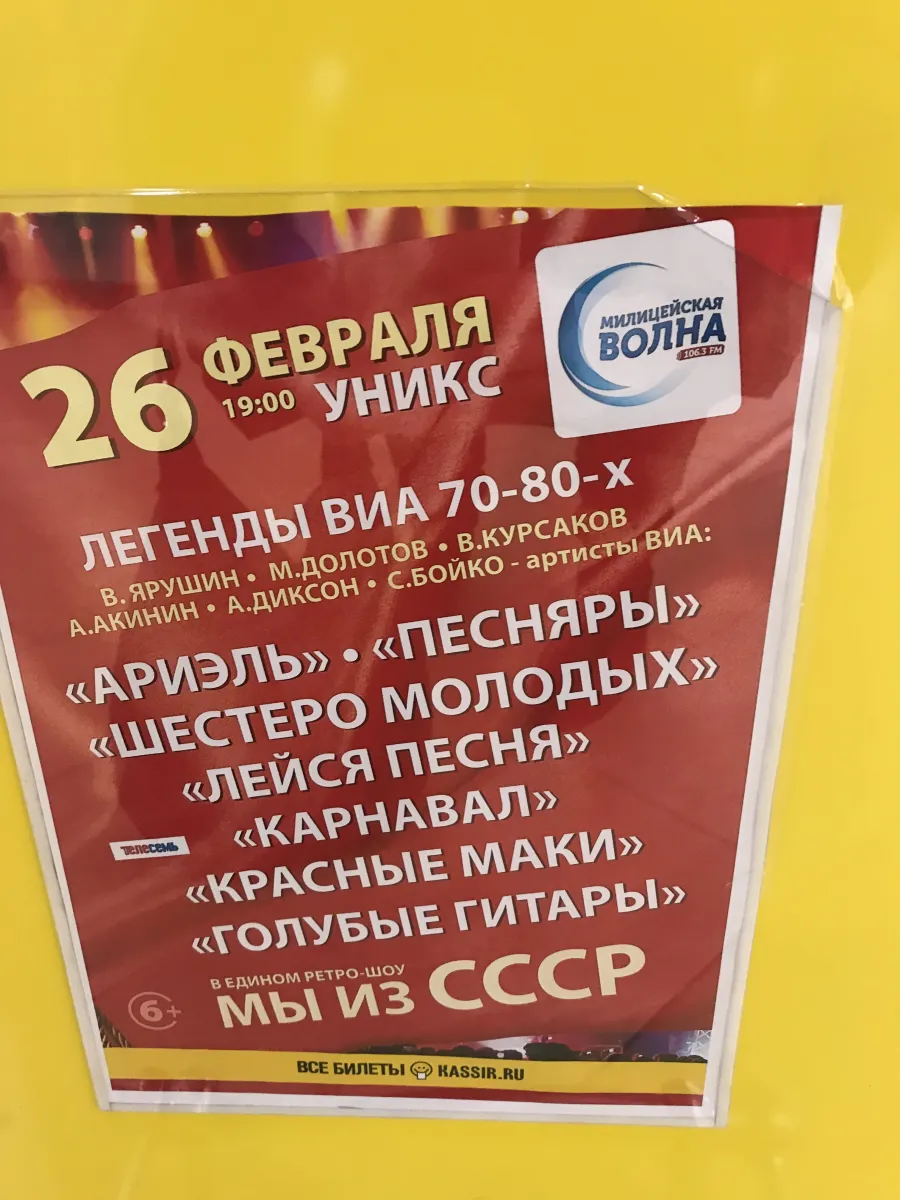 26 ФЕВРАЛЯ
19:00 УНИКС
МИЛИЦЕЙСКАЯ
ВОЛНА
106.3 FM
ЛЕГЕНДЫ ВИА 70-80-х
В. ЯРУШИН • М.ДОЛОТОВ • В.КУРСАКОВ
А.АКИНИН • А.ДИКСОН • С.БОЙКО - артисты ВИА:
«АРИЭЛЬ» • «ПЕСНЯРЫ»
«ШЕСТЕРО МОЛОДЫХ»
«ЛЕЙСЯ ПЕСНЯ»
«КАРНАВАЛ»
телесемь
«КРАСНЫЕ МАКИ»
«ГОЛУБЫЕ ГИТАРЫ»
В ЕДИНОМ РЕТРО-ШОУ
МЫ ИЗ СССР
6+
ВСЕ БИЛЕТЫ KASSIR.RU